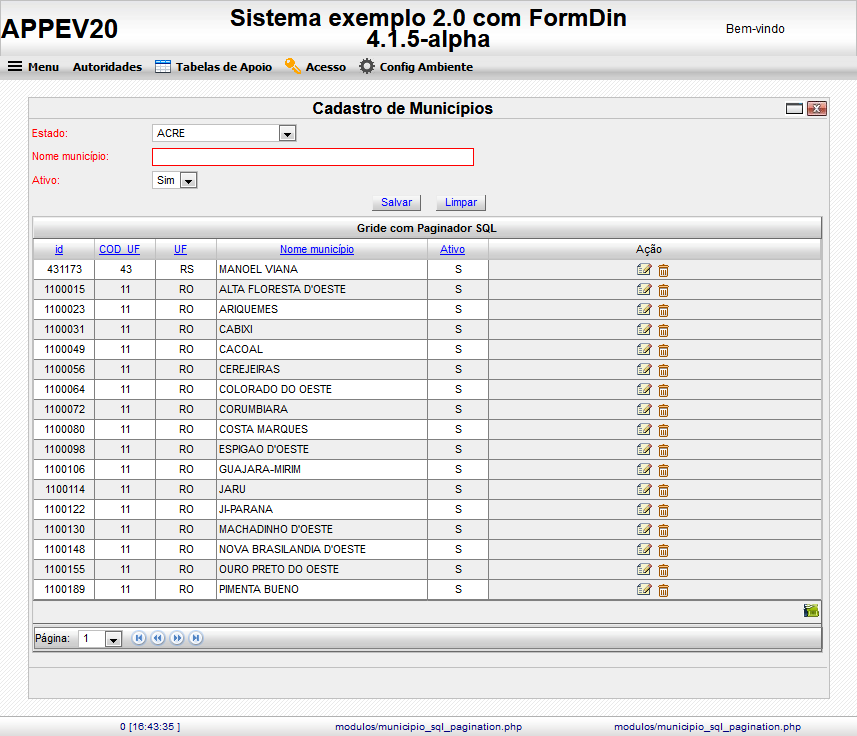 APPEV20
Sistema exemplo 2.0 com FormDin
4.1.5-alpha
Bem-vindo
Menu Autoridades Tabelas de Apoio Acesso Config Ambiente
Cadastro de Municípios
Estado: ACRE
Nome município:
Ativo: Sim
Salvar Limpar
Gride com Paginador SQL
id COD_UF UF Nome município Ativo Ação
431173 43 RS MANOEL VIANA S
1100015 11 RO ALTA FLORESTA D'OESTE S
1100023 11 RO ARIQUEMES S
1100031 11 RO CABIXI S
1100049 11 RO CACOAL S
1100056 11 RO CEREJEIRAS S
1100064 11 RO COLORADO DO OESTE S
1100072 11 RO CORUMBIARA S
1100080 11 RO COSTA MARQUES S
1100098 11 RO ESPIGAO D'OESTE S
1100106 11 RO GUAJARA-MIRIM S
1100114 11 RO JARU S
1100122 11 RO JI-PARANA S
1100130 11 RO MACHADINHO D'OESTE S
1100148 11 RO NOVA BRASILANDIA D'OESTE S
1100155 11 RO OURO PRETO DO OESTE S
1100189 11 RO PIMENTA BUENO S
Página: 1
0 [16:43:35 ] modulos/municipio_sql_pagination.php modulos/municipio_sql_pagination.php